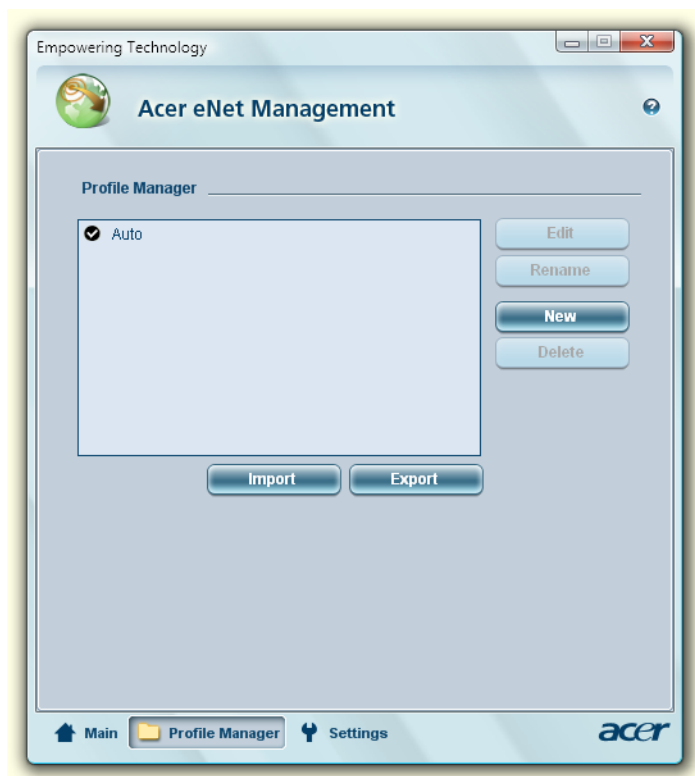 Empowering Technology
Acer eNet Management
Profile Manager
Auto
Edit
Rename
New
Delete
Import Export
Main Profile Manager Settings acer